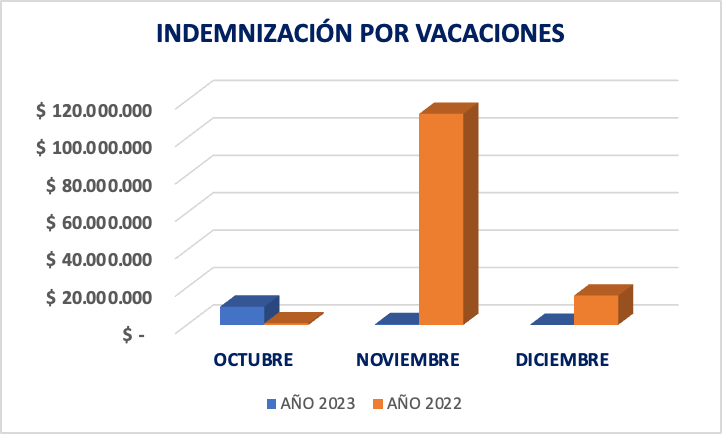 INDEMNIZACIÓN POR VACACIONES
$ 120.000.000
$ 100.000.000
$ 80.000.000
$ 60.000.000
$ 40.000.000
$ 20.000.000
$ -
OCTUBRE NOVIEMBRE DICIEMBRE
AÑO 2023 AÑO 2022